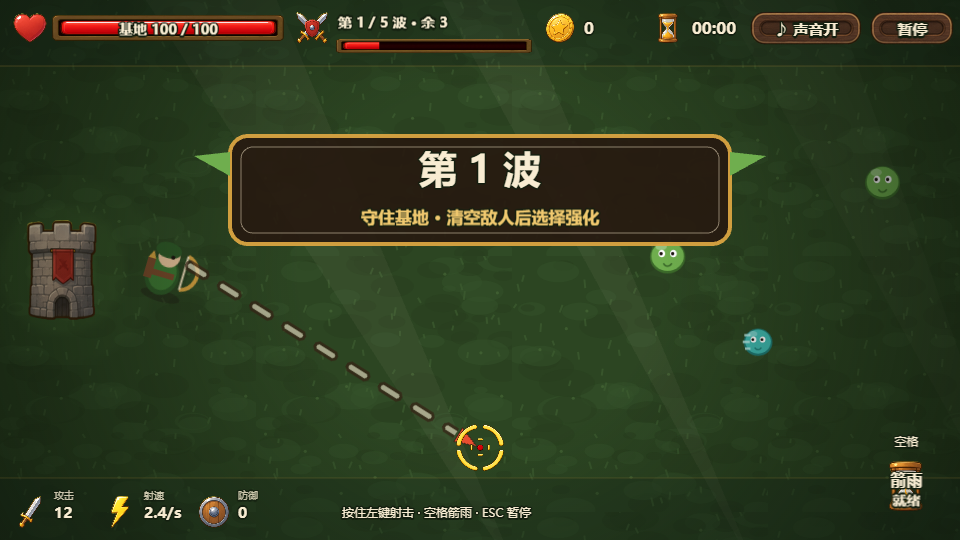 基地 100 / 100
第 1 / 5 波 · 余 3
0
00:00
♪ 声音开
暂停
第 1 波
守住基地 · 清空敌人后选择强化
空格
箭雨
就绪
攻击
12
射速
2.4/s
防御
0
按住左键射击 · 空格箭雨 · ESC 暂停